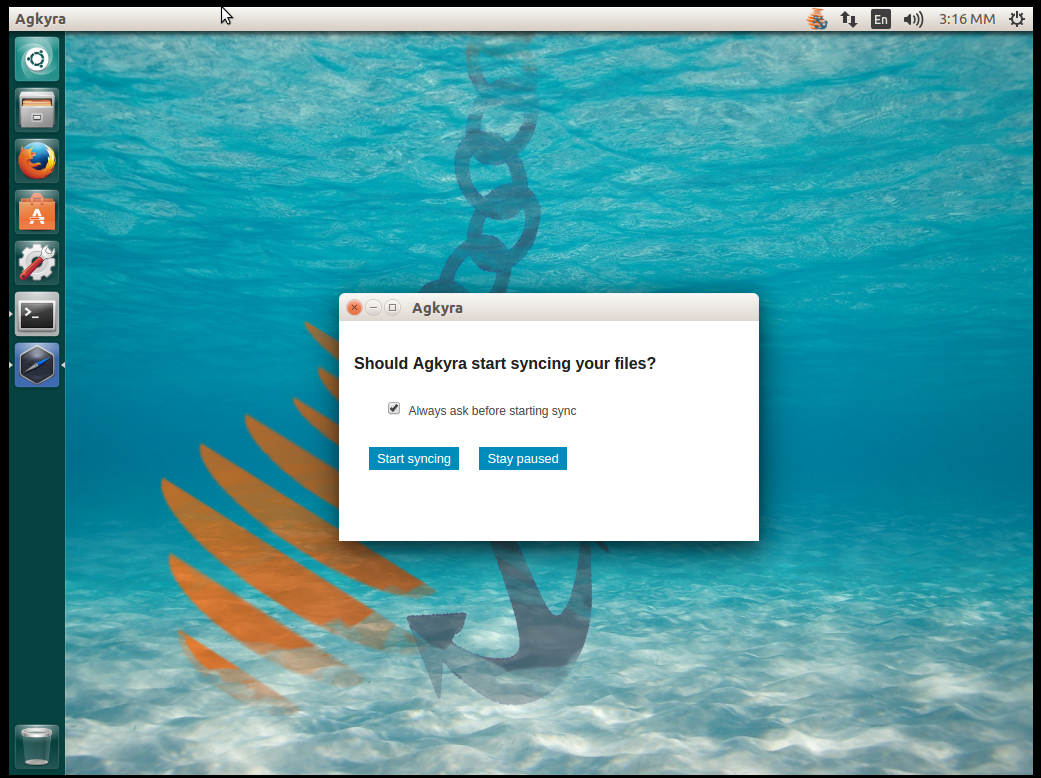 Agkyra
En
3:16 MM
Agkyra
Should Agkyra start syncing your files?
Always ask before starting sync
Start syncing
Stay paused